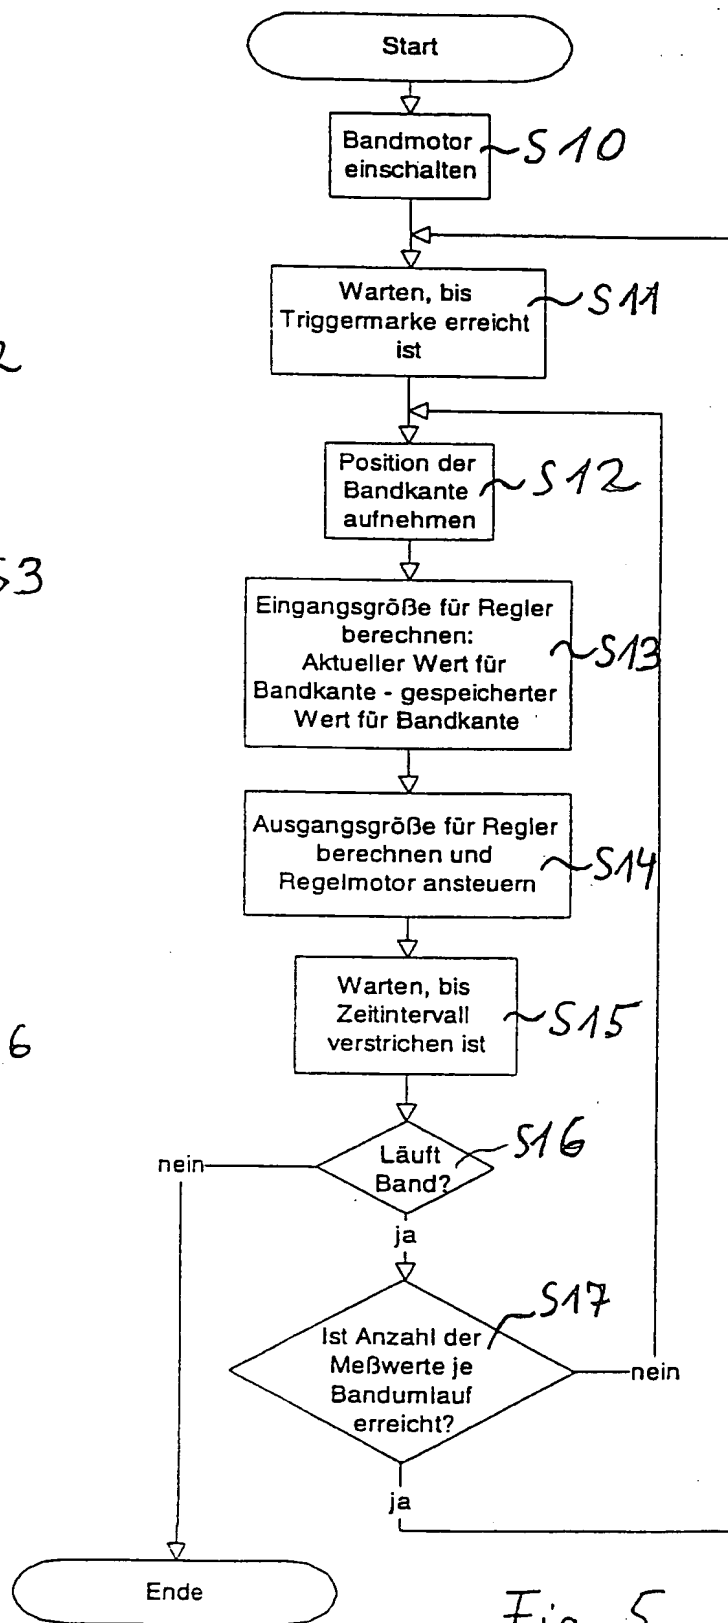 Start
Bandmotor
einschalten
S10
Warten, bis
Triggermarke erreicht
ist
S11
2
Position der
Bandkante
aufnehmen
S12
S3
Eingangsgröße für Regler
berechnen:
Aktueller Wert für
Bandkante - gespeicherter
Wert für Bandkante
S13
Ausgangsgröße für Regler
berechnen und
Regelmotor ansteuern
S14
Warten, bis
Zeitintervall
verstrichen ist
S15
6
Läuft
Band?
S16
nein
ja
Ist Anzahl der
Meßwerte je
Bandumlauf
erreicht?
S17
nein
ja
Ende
Fig. 5